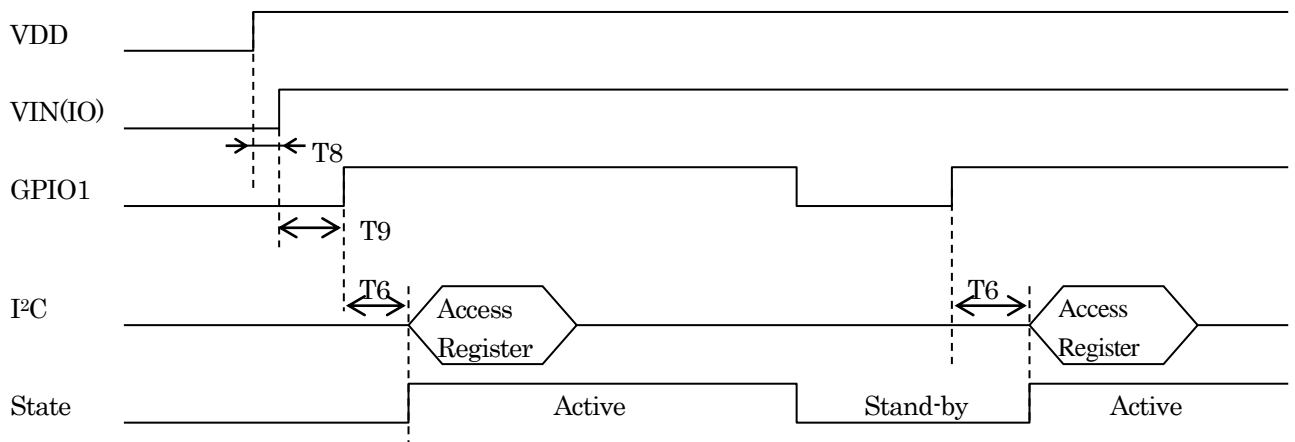 VDD
VIN(IO)
T8
GPIO1
T9
T6 T6
I²C
Access Access
Register Register
State Active Stand-by Active